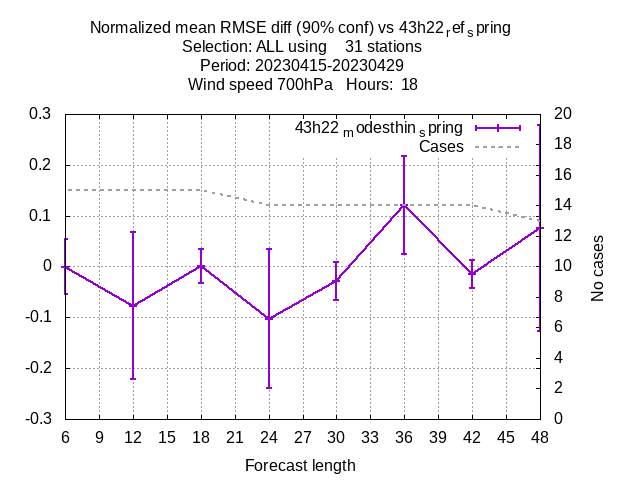 Normalized mean RMSE diff (90% conf) vs 43h22refspring
Selection: ALL using 31 stations
Period: 20230415-20230429
Wind speed 700hPa Hours: 18
0.3
0.2
0.1
0
-0.1
-0.2
-0.3
43h22modesthinspring
Cases
20
18
16
14
12
10
8
6
4
2
0
No cases
6 9 12 15 18 21 24 27 30 33 36 39 42 45 48
Forecast length